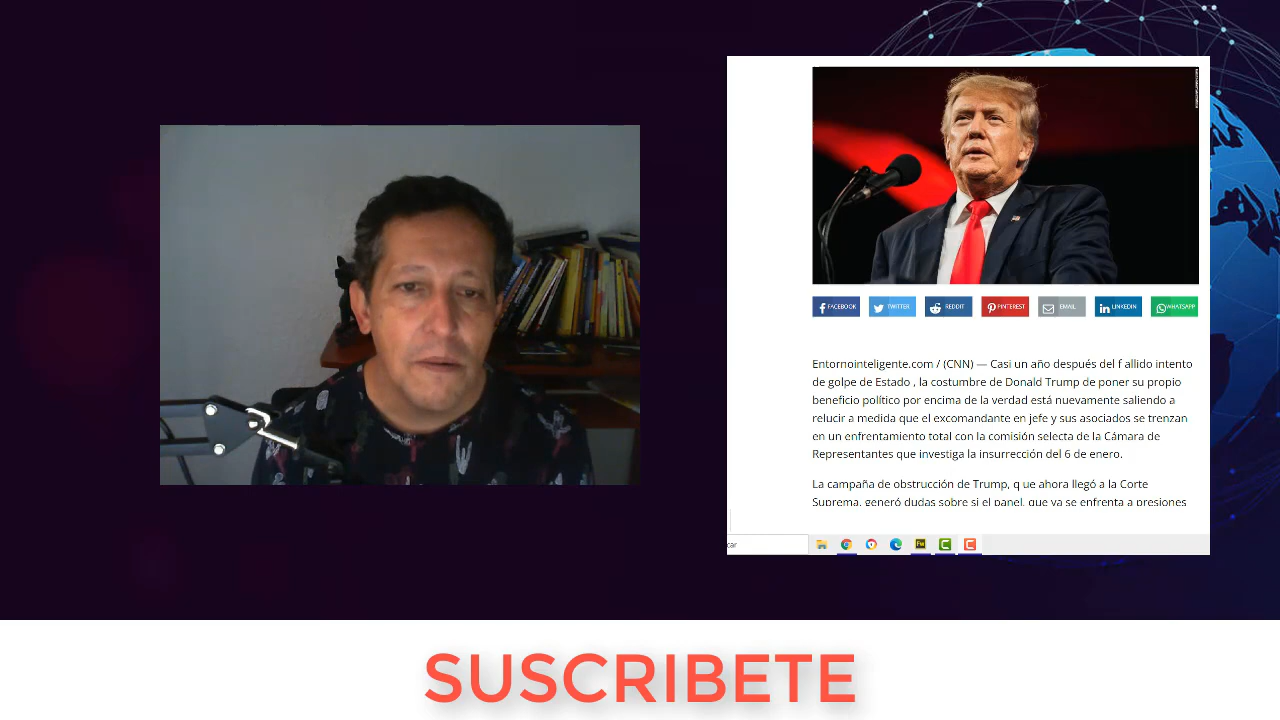 FACEBOOK
TWITTER
REDDIT
PINTEREST
EMAIL
LINKEDIN
WHATSAPP
Entornointeligente.com / (CNN) — Casi un año después del f allido intento
de golpe de Estado , la costumbre de Donald Trump de poner su propio
beneficio político por encima de la verdad está nuevamente saliendo a
relucir a medida que el excomandante en jefe y sus asociados se trenzan
en un enfrentamiento total con la comisión selecta de la Cámara de
Representantes que investiga la insurrección del 6 de enero.
La campaña de obstrucción de Trump, q ue ahora llegó a la Corte
Suprema, generó dudas sobre si el panel, que ya se enfrenta a presiones
car
Fw
SUSCRIBETE